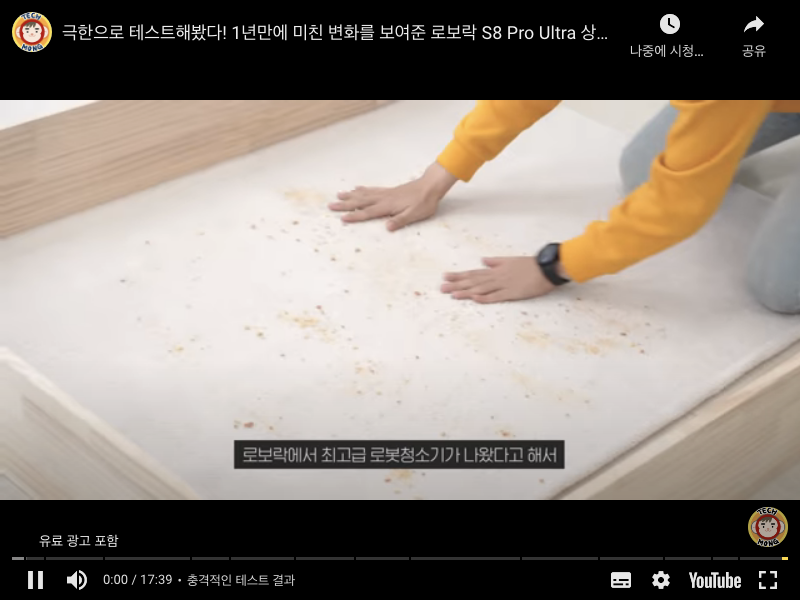 TECH
MONG
극한으로 테스트해봤다! 1년만에 미친 변화를 보여준 로보락 S8 Pro Ultra 상...
나중에 시청...
공유
로보락에서 최고급 로봇청소기가 나왔다고 해서
TECH
MONG
유료 광고 포함
0:00 / 17:39 • 충격적인 테스트 결과
YouTube